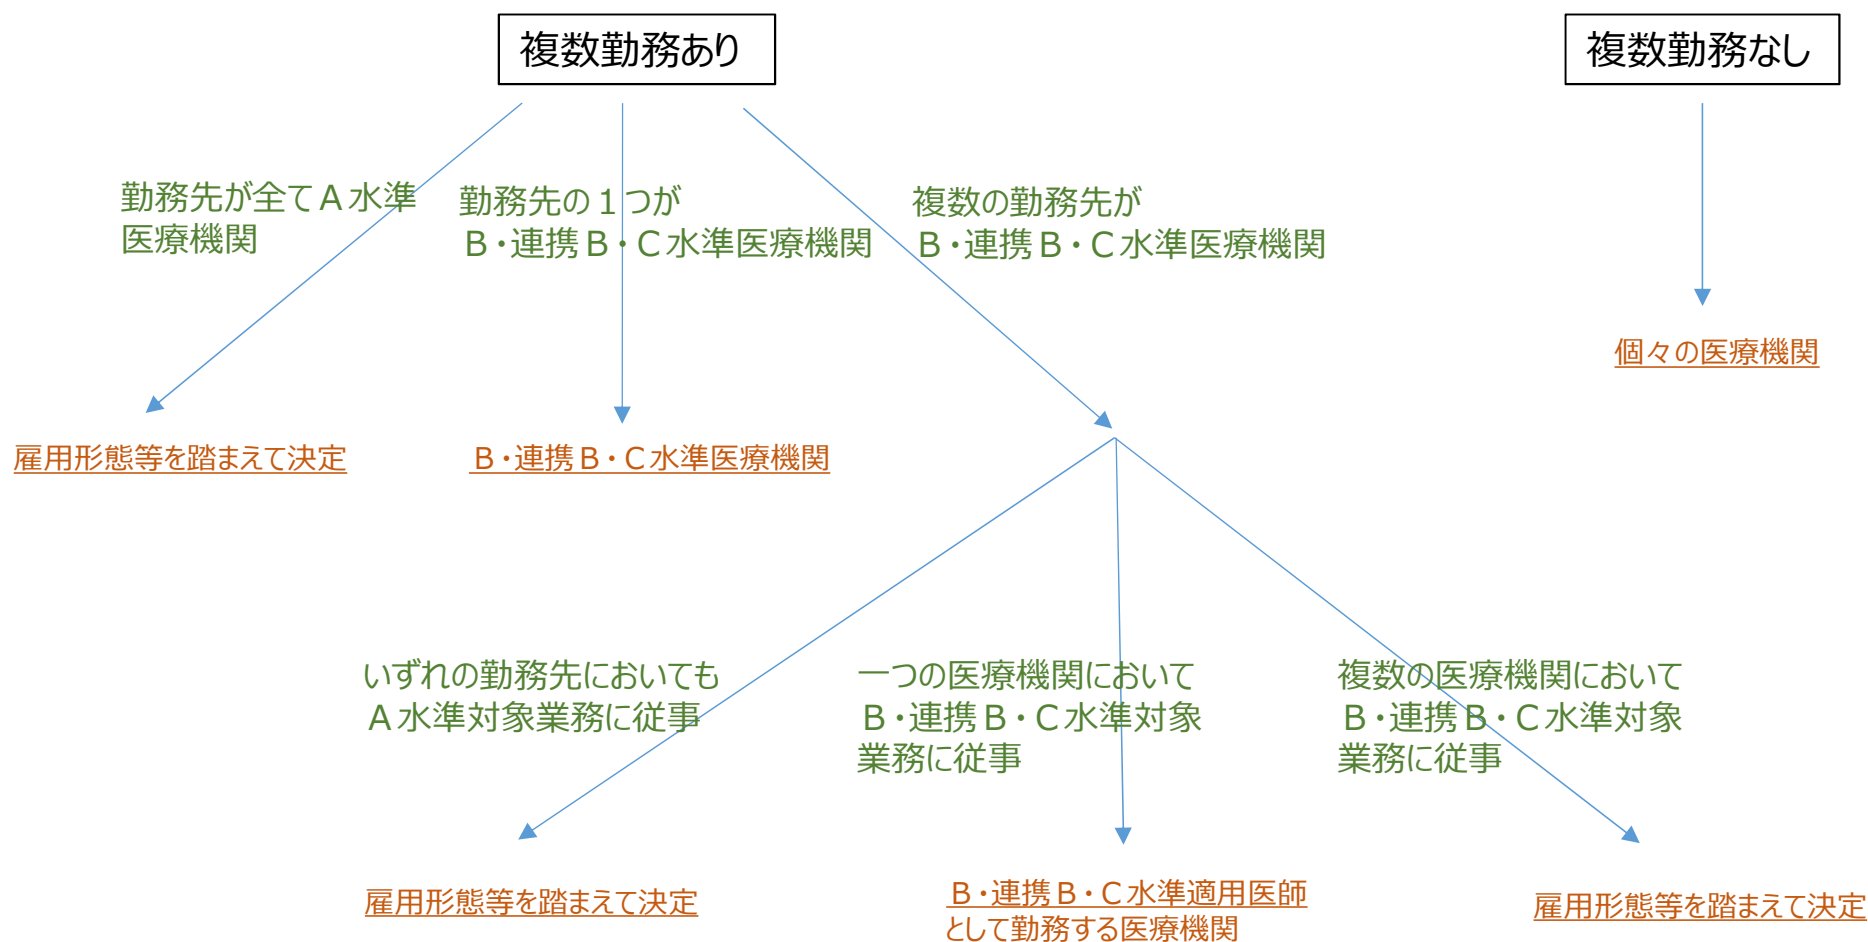 複数勤務あり
複数勤務なし
勤務先が全てA水準
医療機関
勤務先の１つが
B・連携B・C水準医療機関
複数の勤務先が
B・連携B・C水準医療機関
個々の医療機関
雇用形態等を踏まえて決定
B・連携B・C水準医療機関
いずれの勤務先においても
A水準対象業務に従事
一つの医療機関において
B・連携B・C水準対象
業務に従事
複数の医療機関において
B・連携B・C水準対象
業務に従事
雇用形態等を踏まえて決定
B・連携B・C水準適用医師
として勤務する医療機関
雇用形態等を踏まえて決定